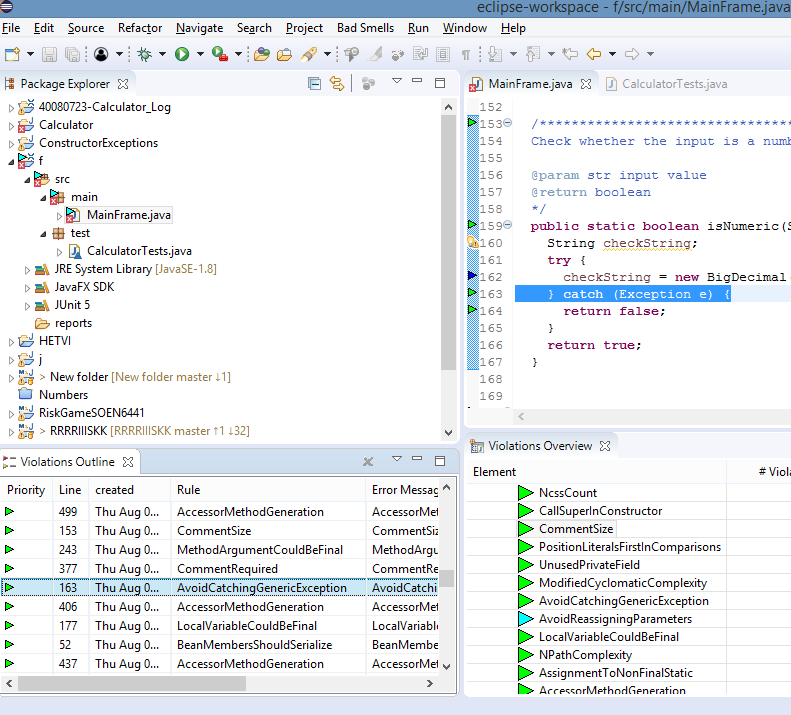 eclipse-workspace - f/src/main/MainFrame.java
File Edit Source Refactor Navigate Search Project Bad Smells Run Window Help
Package Explorer
40080723-Calculator_Log
Calculator
ConstructorExceptions
f
src
main
MainFrame.java
test
CalculatorTests.java
JRE System Library [JavaSE-1.8]
JavaFX SDK
JUnit 5
reports
HETVI
j
> New folder [New folder master ↓1]
Numbers
RiskGameSOEN6441
> RRRRIIISKK [RRRRIIISKK master ↑1 ↓32]
MainFrame.java CalculatorTests.java
152
153 /********************************
154 Check whether the input is a numb
155
156 @param str input value
157 @return boolean
158 */
159 public static boolean isNumeric(S
160 String checkString;
161 try {
162 checkString = new BigDecimal(
163 } catch (Exception e) {
164 return false;
165 }
166 return true;
167 }
168
169
Violations Outline
Priority Line created Rule Error Messag
499 Thu Aug 0... AccessorMethodGeneration AccessorMet
153 Thu Aug 0... CommentSize CommentSiz
243 Thu Aug 0... MethodArgumentCouldBeFinal MethodArgu
377 Thu Aug 0... CommentRequired CommentRe
163 Thu Aug 0... AvoidCatchingGenericException AvoidCatchi
406 Thu Aug 0... AccessorMethodGeneration AccessorMet
177 Thu Aug 0... LocalVariableCouldBeFinal LocalVariabl
52 Thu Aug 0... BeanMembersShouldSerialize BeanMembe
437 Thu Aug 0... AccessorMethodGeneration AccessorMet
Violations Overview
Element # Viola
NcssCount
CallSuperInConstructor
CommentSize
PositionLiteralsFirstInComparisons
UnusedPrivateField
ModifiedCyclomaticComplexity
AvoidCatchingGenericException
AvoidReassigningParameters
LocalVariableCouldBeFinal
NPathComplexity
AssignmentToNonFinalStatic
AccessorMethodGeneration